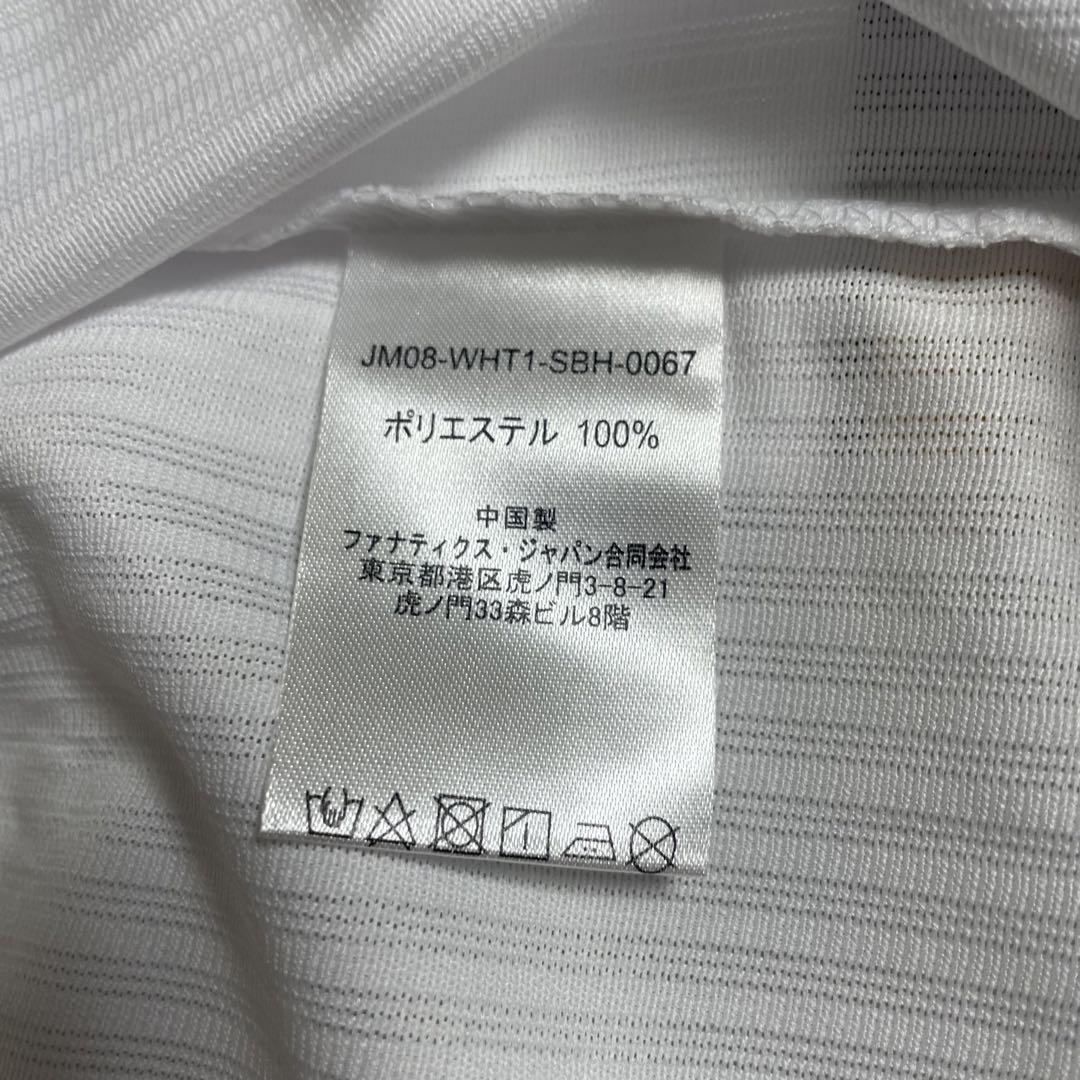 JM08-WHT1-SBH-0067
ポリエステル 100%
中国製
ファナティクス・ジャパン合同会社
東京都港区虎ノ門3-8-21
虎ノ門33森ビル8階